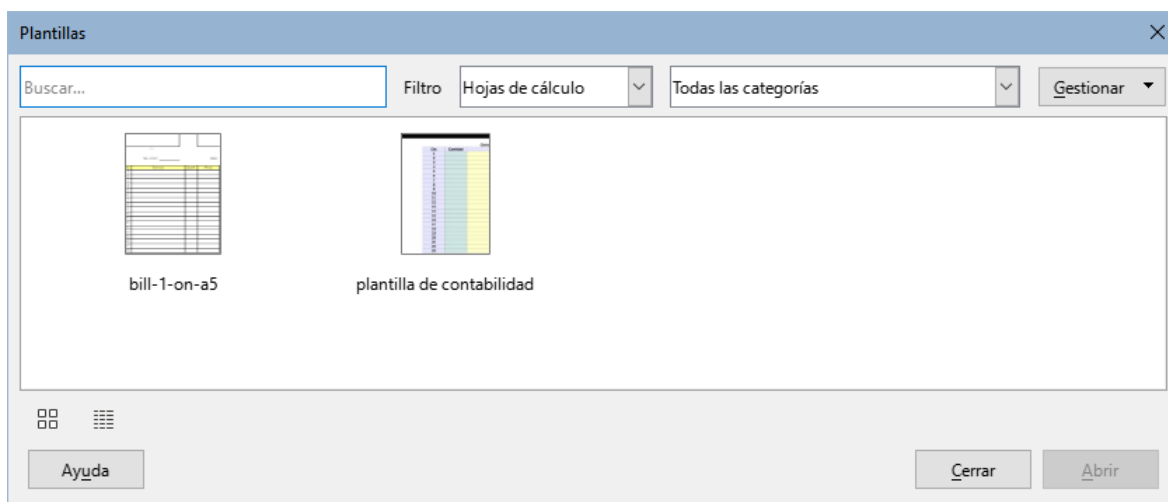 Plantillas
Buscar...
Filtro
Hojas de cálculo
Todas las categorías
Gestionar
bill-1-on-a5
plantilla de contabilidad
Ayuda
Cerrar
Abrir